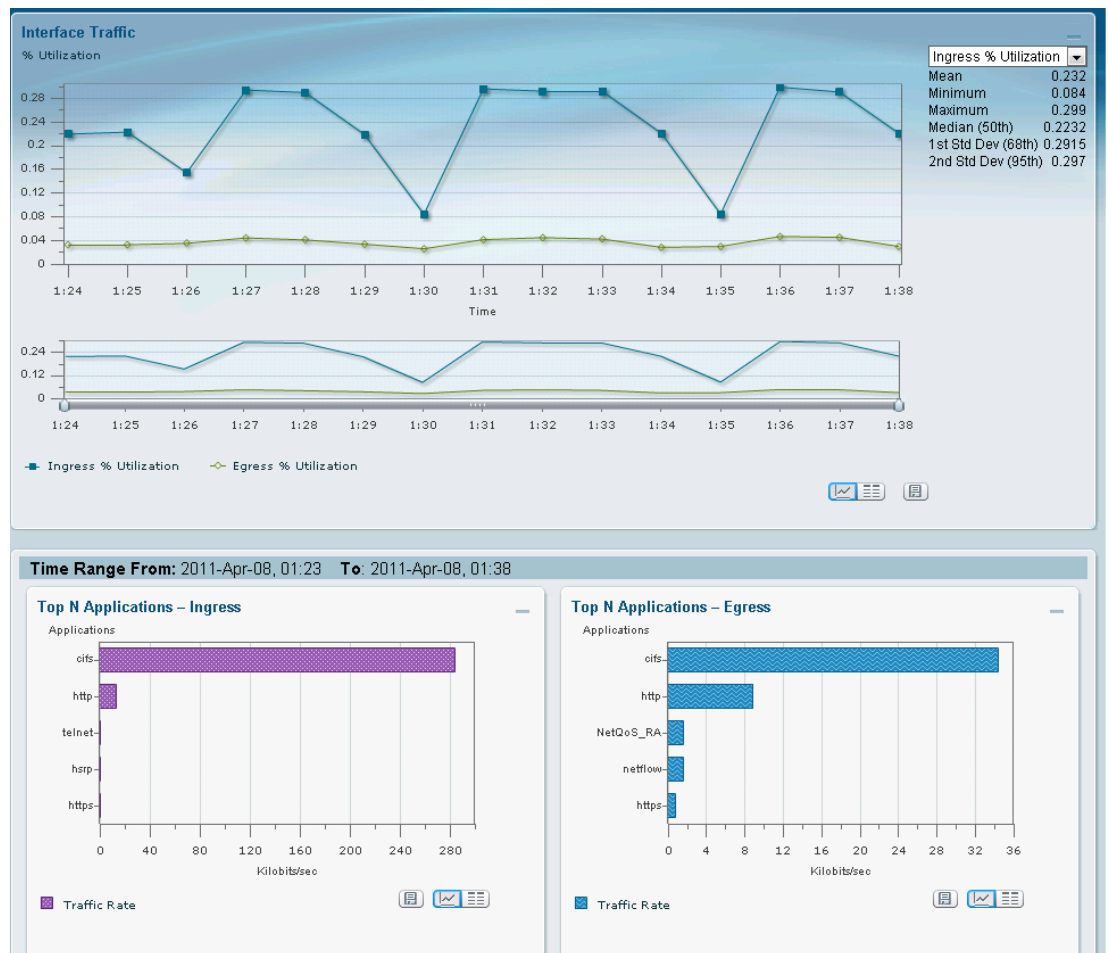 Interface Traffic
% Utilization
Ingress % Utilization
Mean 0.232
Minimum 0.084
Maximum 0.299
Median (50th) 0.2232
1st Std Dev (68th) 0.2915
2nd Std Dev (95th) 0.297
0.28
0.24
0.2
0.16
0.12
0.08
0.04
0
1:24 1:25 1:26 1:27 1:28 1:29 1:30 1:31 1:32 1:33 1:34 1:35 1:36 1:37 1:38
Time
0.24
0.12
0
1:24 1:25 1:26 1:27 1:28 1:29 1:30 1:31 1:32 1:33 1:34 1:35 1:36 1:37 1:38
Ingress % Utilization Egress % Utilization
Time Range From: 2011-Apr-08, 01:23 To: 2011-Apr-08, 01:38
Top N Applications – Ingress
Applications
cifs
http
telnet
hsrp
https
0 40 80 120 160 200 240 280
Kilobits/sec
Traffic Rate
Top N Applications – Egress
Applications
cifs
http
NetQoS_RA
netflow
https
0 4 8 12 16 20 24 28 32 36
Kilobits/sec
Traffic Rate